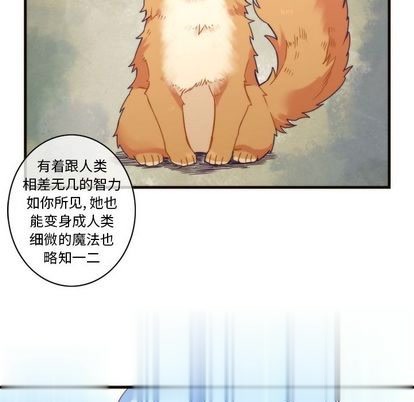 有着跟人类
相差无几的智力
如你所见,她也
能变身成人类
细微的魔法也
略知一二